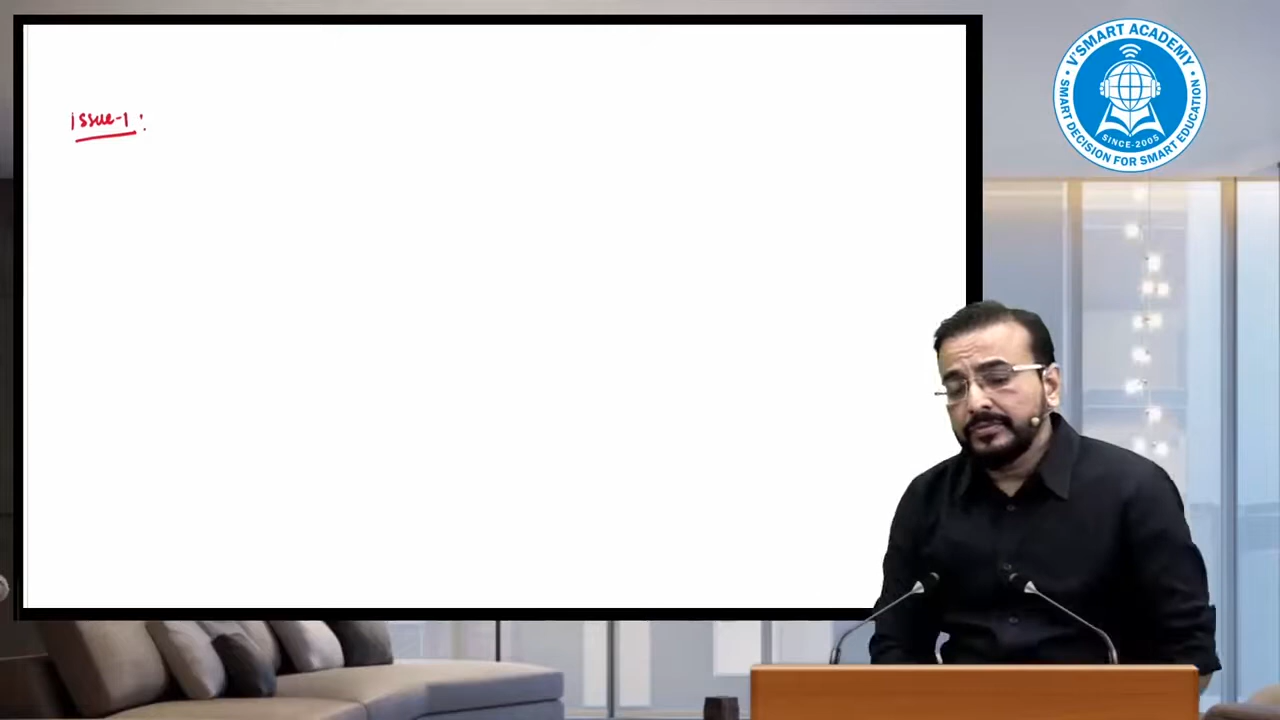 issue-1 :
V'SMART ACADEMY
SMART DECISION FOR SMART EDUCATION
SINCE-2005